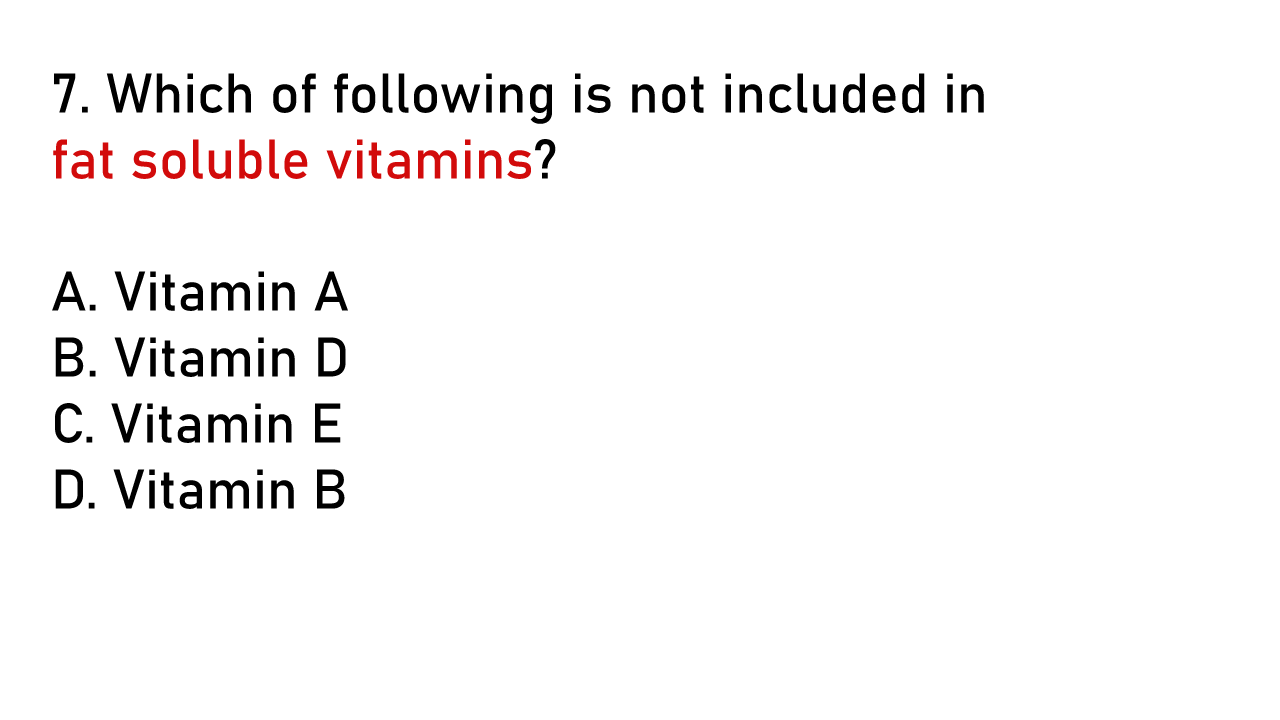 7. Which of following is not included in
fat soluble vitamins?
A. Vitamin A
B. Vitamin D
C. Vitamin E
D. Vitamin B